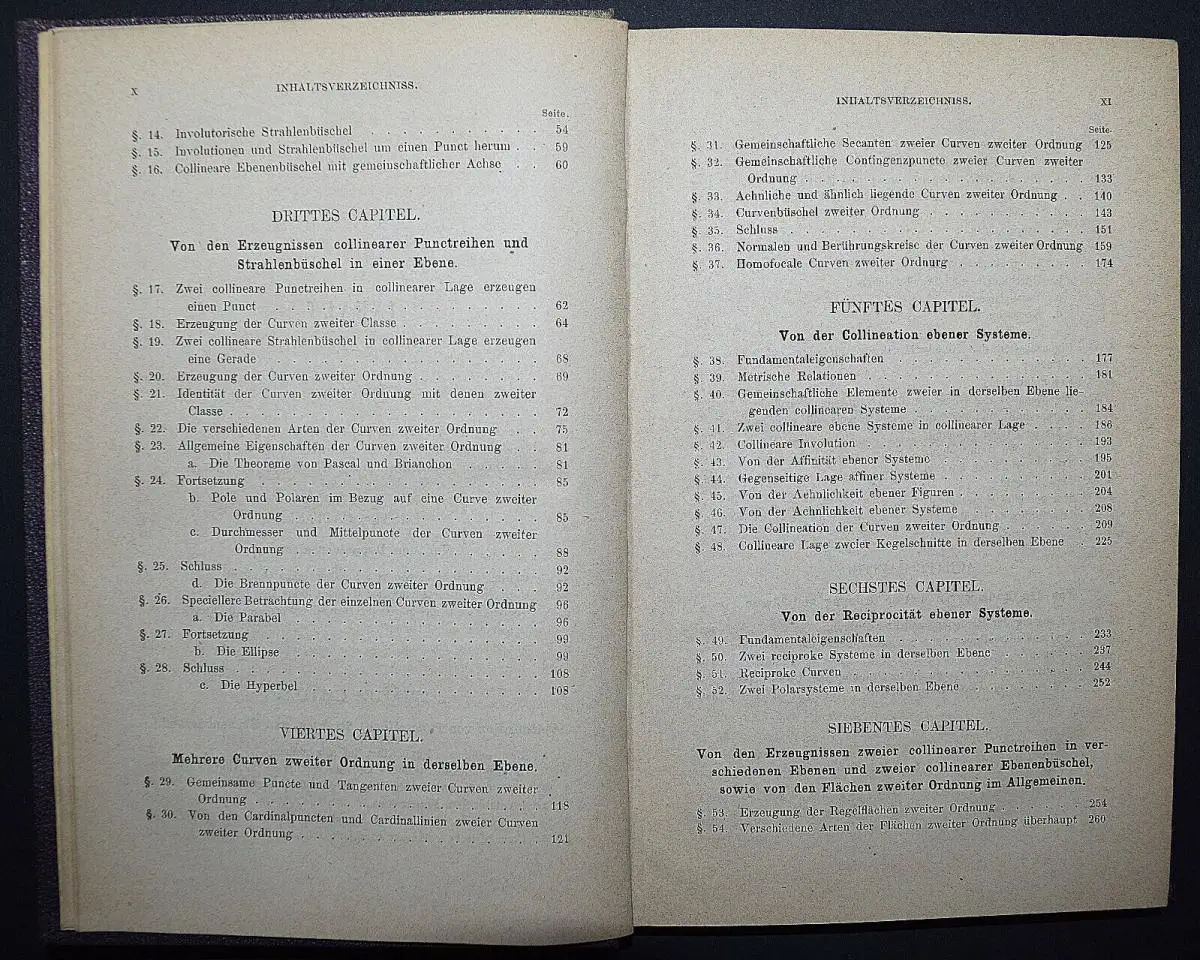 X
INHALTSVERZEICHNISS.
Seite.
§. 14. Involutorische Strahlenbüschel . . . . . . . . . . 54
§. 15. Involutionen und Strahlenbüschel um einen Punct herum . . 59
§. 16. Collineare Ebenenbüschel mit gemeinschaftlicher Achse . . 60
DRITTES CAPITEL.
Von den Erzeugnissen collinearer Punctreihen und
Strahlenbüschel in einer Ebene.
§. 17. Zwei collineare Punctreihen in collinearer Lage erzeugen
einen Punct . . . . . . . . . . . . . . . . 62
§. 18. Erzeugung der Curven zweiter Classe . . . . . . . . 64
§. 19. Zwei collineare Strahlenbüschel in collinearer Lage erzeugen
eine Gerade . . . . . . . . . . . . . . . . 68
§. 20. Erzeugung der Curven zweiter Ordnung . . . . . . . 69
§. 21. Identität der Curven zweiter Ordnung mit denen zweiter
Classe . . . . . . . . . . . . . . . . . . 72
§. 22. Die verschiedenen Arten der Curven zweiter Ordnung . . 75
§. 23. Allgemeine Eigenschaften der Curven zweiter Ordnung . . 81
a. Die Theoreme von Pascal und Brianchon . . . . . 81
§. 24. Fortsetzung . . . . . . . . . . . . . . . . 85
b. Pole und Polaren im Bezug auf eine Curve zweiter
Ordnung . . . . . . . . . . . . . . . 85
c. Durchmesser und Mittelpuncte der Curven zweiter
Ordnung . . . . . . . . . . . . . . . 88
§. 25. Schluss . . . . . . . . . . . . . . . . . . 92
d. Die Brennpuncte der Curven zweiter Ordnung . . . 92
§. 26. Speciellere Betrachtung der einzelnen Curven zweiter Ordnung 96
a. Die Parabel . . . . . . . . . . . . . . 96
§. 27. Fortsetzung . . . . . . . . . . . . . . . . 99
b. Die Ellipse . . . . . . . . . . . . . . 99
§. 28. Schluss . . . . . . . . . . . . . . . . . 108
c. Die Hyperbel . . . . . . . . . . . . . 108
VIERTES CAPITEL.
Mehrere Curven zweiter Ordnung in derselben Ebene.
§. 29. Gemeinsame Puncte und Tangenten zweier Curven zweiter
Ordnung . . . . . . . . . . . . . . . . . 118
§. 30. Von den Cardinalpuncten und Cardinallinien zweier Curven
zweiter Ordnung . . . . . . . . . . . . . . 121
INHALTSVERZEICHNISS.
XI
Seite.
§. 31. Gemeinschaftliche Secanten zweier Curven zweiter Ordnung 125
§. 32. Gemeinschaftliche Contingenzpuncte zweier Curven zweiter
Ordnung . . . . . . . . . . . . . . . . . 133
§. 33. Aehnliche und ähnlich liegende Curven zweiter Ordnung . . 140
§. 34. Curvenbüschel zweiter Ordnung . . . . . . . . . . 143
§. 35. Schluss . . . . . . . . . . . . . . . . . 151
§. 36. Normalen und Berührungskreise der Curven zweiter Ordnung 159
§. 37. Homofocale Curven zweiter Ordnung . . . . . . . . 174
FÜNFTES CAPITEL.
Von der Collineation ebener Systeme.
§. 38. Fundamentaleigenschaften . . . . . . . . . . . . 177
§. 39. Metrische Relationen . . . . . . . . . . . . . 181
§. 40. Gemeinschaftliche Elemente zweier in derselben Ebene lie-
genden collinearen Systeme . . . . . . . . . . . 184
§. 41. Zwei collineare ebene Systeme in collinearer Lage . . . . 186
§. 42. Collineare Involution . . . . . . . . . . . . . 193
§. 43. Von der Affinität ebener Systeme . . . . . . . . . 195
§. 44. Gegenseitige Lage affiner Systeme . . . . . . . . . 201
§. 45. Von der Aehnlichkeit ebener Figuren . . . . . . . . 204
§. 46. Von der Aehnlichkeit ebener Systeme . . . . . . . . 208
§. 47. Die Collineation der Curven zweiter Ordnung . . . . . . 209
§. 48. Collineare Lage zweier Kegelschnitte in derselben Ebene . 225
SECHSTES CAPITEL.
Von der Reciprocität ebener Systeme.
§. 49. Fundamentaleigenschaften . . . . . . . . . . . . 233
§. 50. Zwei reciproke Systeme in derselben Ebene . . . . . . 237
§. 51. Reciproke Curven . . . . . . . . . . . . . . 244
§. 52. Zwei Polarsysteme in derselben Ebene . . . . . . . . 252
SIEBENTES CAPITEL.
Von den Erzeugnissen zweier collinearer Punctreihen in ver-
schiedenen Ebenen und zweier collinearer Ebenenbüschel,
sowie von den Flächen zweiter Ordnung im Allgemeinen.
§. 53. Erzeugung der Regelflächen zweiter Ordnung . . . . . . 254
§. 54. Verschiedene Arten der Flächen zweiter Ordnung überhaupt 260